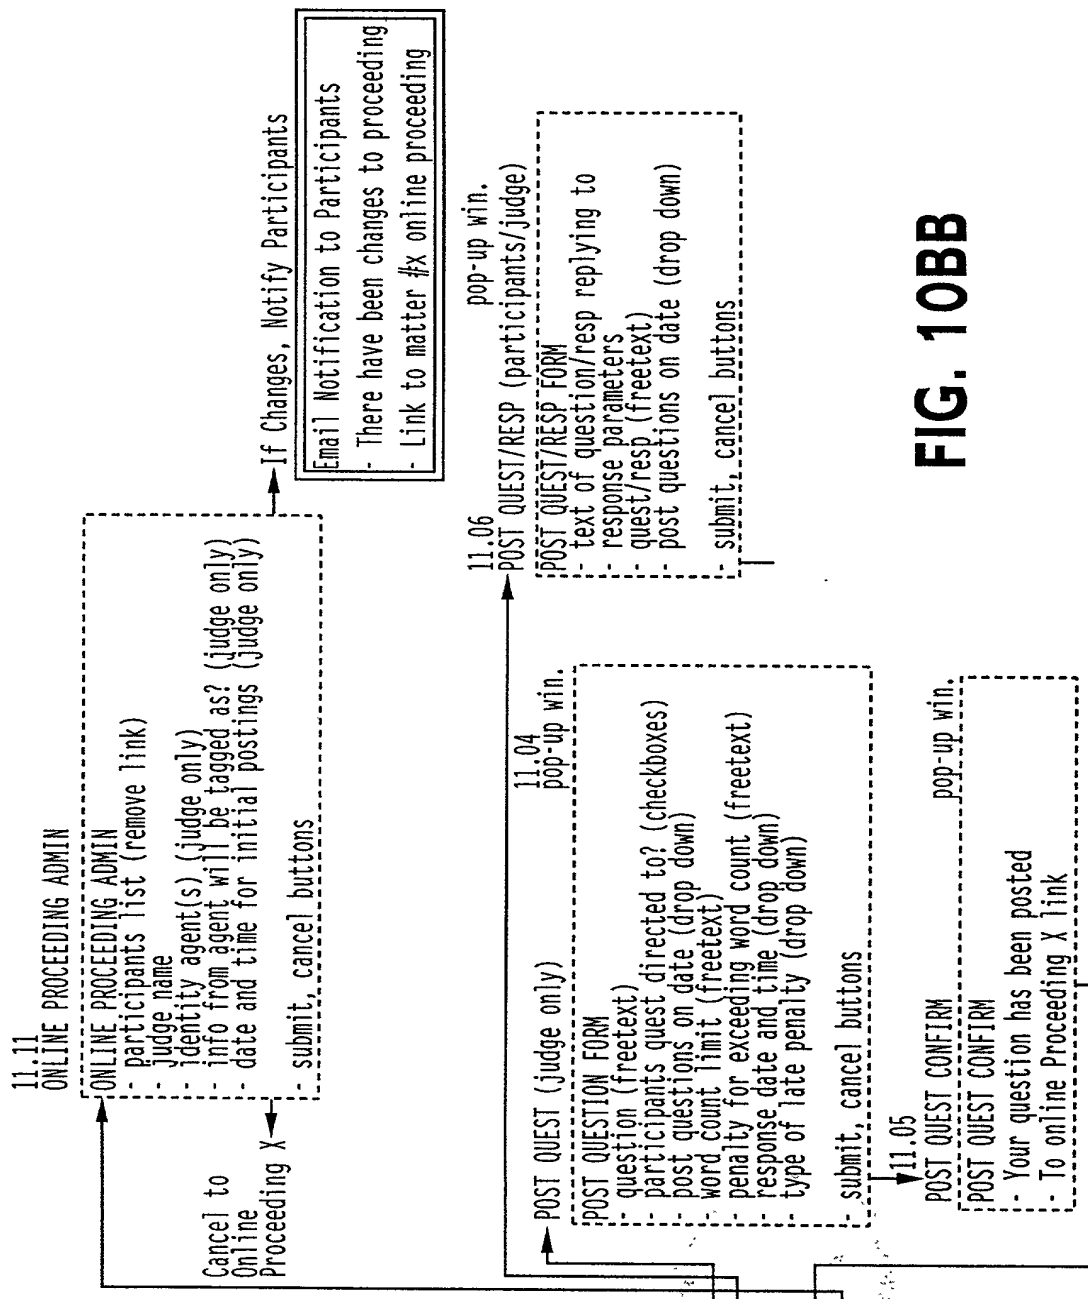 11.11
ONLINE PROCEEDING ADMIN
ONLINE PROCEEDING ADMIN
- participants list (remove link)
- judge name
- identity agent(s) (judge only)
- info from agent will be tagged as? (judge only)
- date and time for initial postings (judge only)
- submit, cancel buttons
Cancel to
Online
Proceeding X
If Changes, Notify Participants
Email Notification to Participants
- There have been changes to proceeding
- Link to matter #x online proceeding
11.06
pop-up win.
POST QUEST/RESP (participants/judge)
POST QUEST/RESP FORM
- text of question/resp replying to
- response parameters
- quest/resp (freetext)
- post questions on date (drop down)
- submit, cancel buttons
11.04
POST QUEST (judge only)
pop-up win.
POST QUESTION FORM
- question (freetext)
- participants quest directed to? (checkboxes)
- post questions on date (drop down)
- word count limit (freetext)
- penalty for exceeding word count (freetext)
- response date and time (drop down)
- type of late penalty (drop down)
- submit, cancel buttons
11.05
POST QUEST CONFIRM
pop-up win.
POST QUEST CONFIRM
- Your question has been posted
- To online Proceeding X link
FIG. 10BB